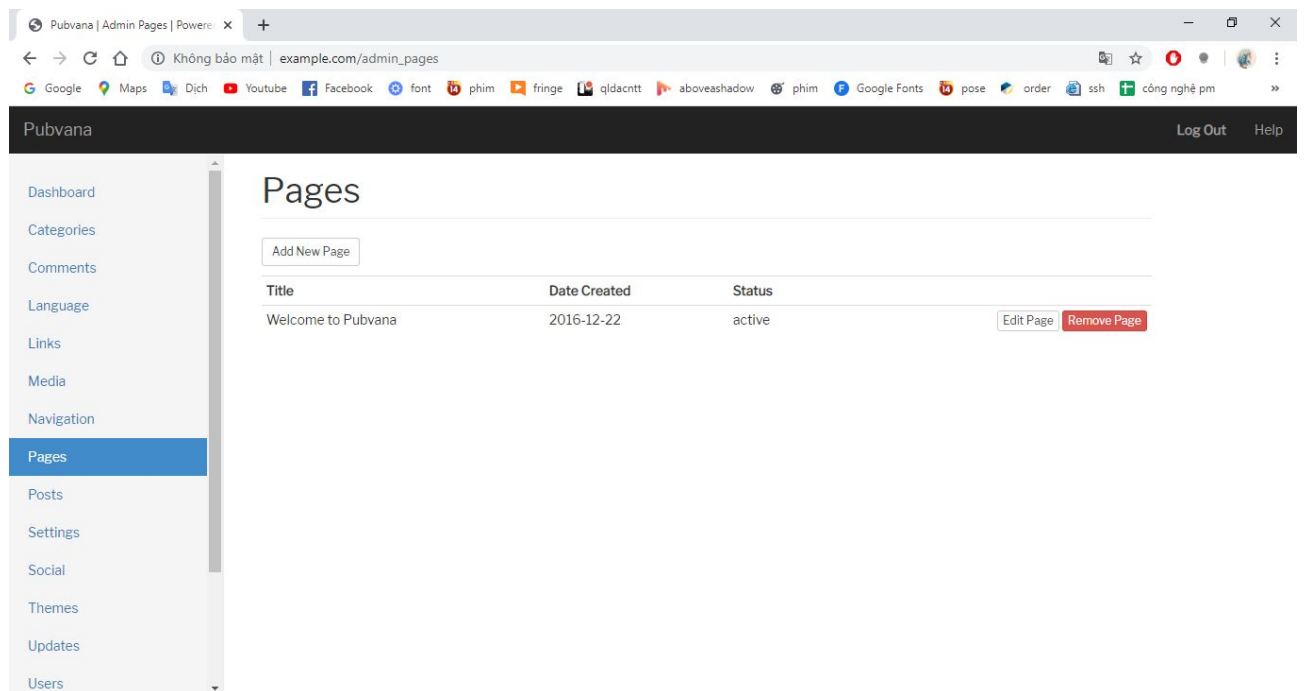 Pubvana | Admin Pages | Powere
Không bảo mật | example.com/admin_pages
Google Maps Dịch Youtube Facebook font phim fringe qldacntt aboveashadow phim Google Fonts pose order ssh công nghệ pm »
Pubvana Log Out Help
Dashboard
Categories
Comments
Language
Links
Media
Navigation
Pages
Posts
Settings
Social
Themes
Updates
Users
Pages
Add New Page
Title Date Created Status
Welcome to Pubvana 2016-12-22 active Edit Page Remove Page